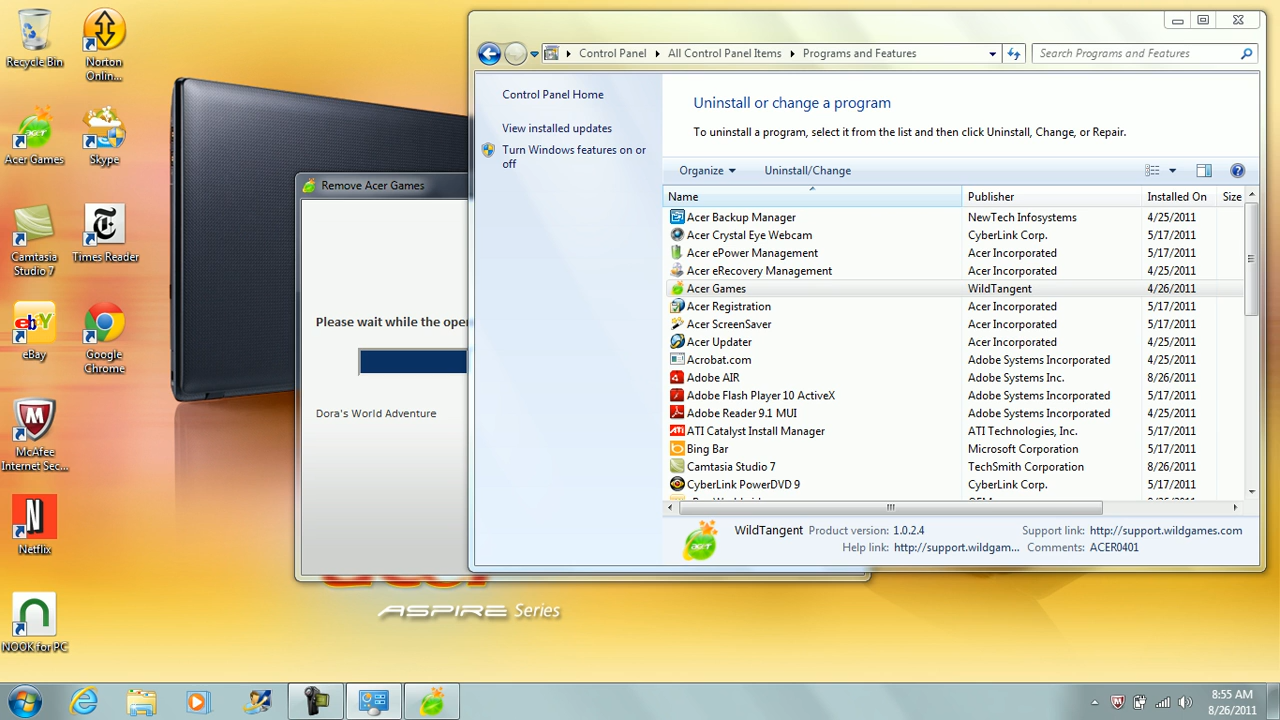 Recycle Bin
Norton
Onlin...
Acer Games
Skype
Camtasia
Studio 7
Times Reader
eBay
Google
Chrome
McAfee
Internet Sec...
Netflix
NOOK for PC
Remove Acer Games
Please wait while the ope
Dora's World Adventure
ASPIRE Series
Control Panel
All Control Panel Items
Programs and Features
Search Programs and Features
Control Panel Home
View installed updates
Turn Windows features on or
off
Uninstall or change a program
To uninstall a program, select it from the list and then click Uninstall, Change, or Repair.
Organize
Uninstall/Change
Name Publisher Installed On Size
Acer Backup Manager NewTech Infosystems 4/25/2011
Acer Crystal Eye Webcam CyberLink Corp. 5/17/2011
Acer ePower Management Acer Incorporated 5/17/2011
Acer eRecovery Management Acer Incorporated 4/25/2011
Acer Games WildTangent 4/26/2011
Acer Registration Acer Incorporated 5/17/2011
Acer ScreenSaver Acer Incorporated 5/17/2011
Acer Updater Acer Incorporated 4/25/2011
Acrobat.com Adobe Systems Incorporated 4/25/2011
Adobe AIR Adobe Systems Inc. 8/26/2011
Adobe Flash Player 10 ActiveX Adobe Systems Incorporated 5/17/2011
Adobe Reader 9.1 MUI Adobe Systems Incorporated 4/25/2011
ATI Catalyst Install Manager ATI Technologies, Inc. 5/17/2011
Bing Bar Microsoft Corporation 5/17/2011
Camtasia Studio 7 TechSmith Corporation 8/26/2011
CyberLink PowerDVD 9 CyberLink Corp. 5/17/2011
WildTangent Product version: 1.0.2.4 Support link: http://support.wildgames.com
Help link: http://support.wildgam... Comments: ACER0401
8:55 AM
8/26/2011